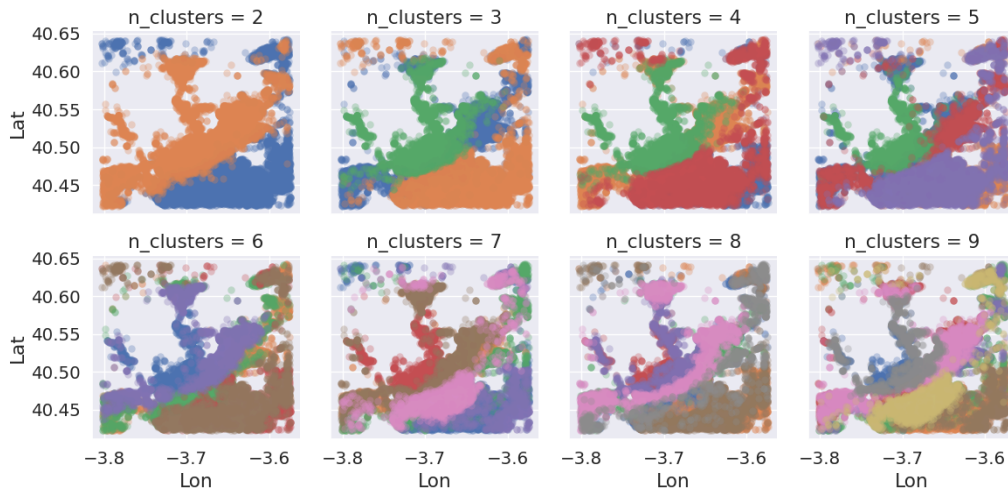 n_clusters = 2
n_clusters = 3
n_clusters = 4
n_clusters = 5
40.65
40.60
40.55
40.50
40.45
Lat
n_clusters = 6
n_clusters = 7
n_clusters = 8
n_clusters = 9
40.65
40.60
40.55
40.50
40.45
Lat
−3.8 −3.7 −3.6 −3.8 −3.7 −3.6 −3.8 −3.7 −3.6 −3.8 −3.7 −3.6
Lon Lon Lon Lon